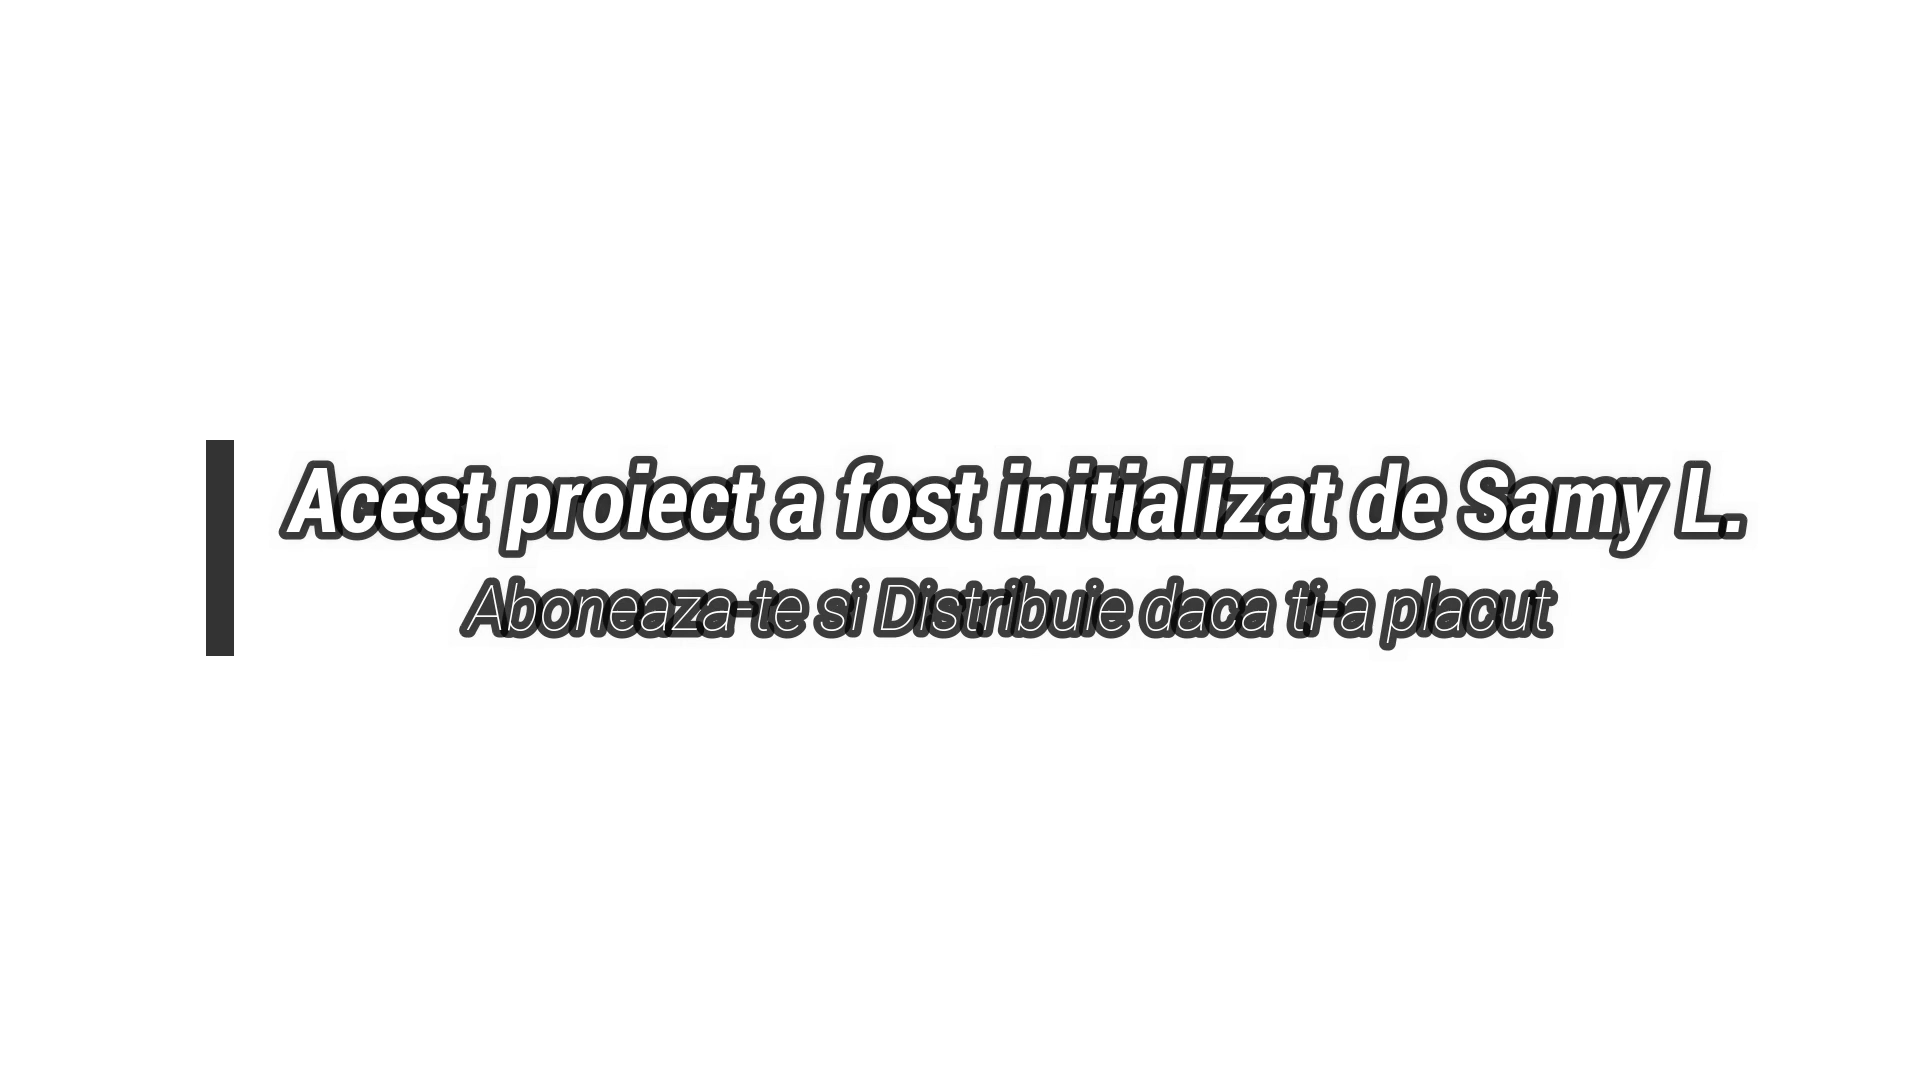 Acest proiect a fost initializat de Samy L.
Aboneaza-te si Distribuie daca ti-a placut